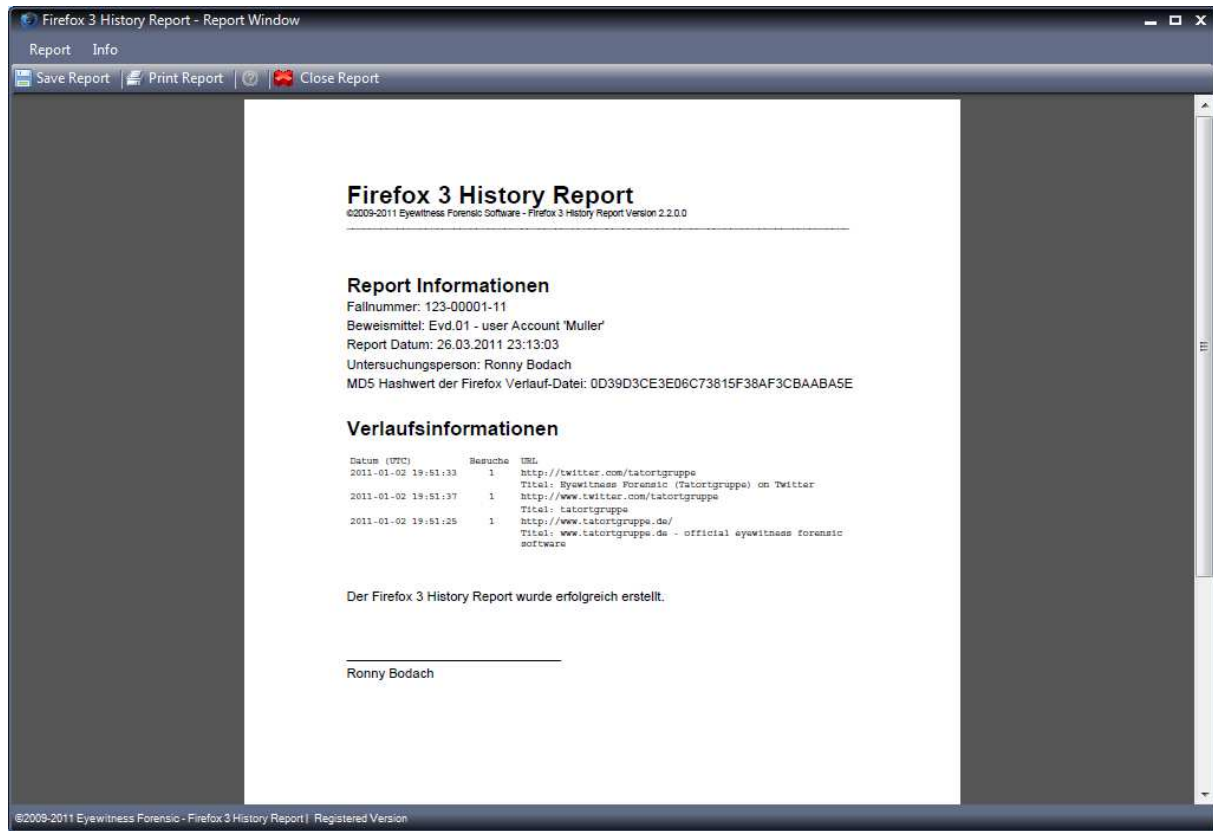 Firefox 3 History Report - Report Window
Report Info
Save Report Print Report Close Report
Firefox 3 History Report
©2009-2011 Eyewitness Forensic Software - Firefox 3 History Report Version 2.2.0.0
Report Informationen
Fallnummer: 123-00001-11
Beweismittel: Evd.01 - user Account 'Muller'
Report Datum: 26.03.2011 23:13:03
Untersuchungsperson: Ronny Bodach
MD5 Hashwert der Firefox Verlauf-Datei: 0D39D3CE3E06C73815F38AF3CBAABA5E
Verlaufsinformationen
Datum (UTC) Besuche URL
2011-01-02 19:51:33 1 http://twitter.com/tatortgruppe
Titel: Eyewitness Forensic (Tatortgruppe) on Twitter
2011-01-02 19:51:37 1 http://www.twitter.com/tatortgruppe
Titel: tatortgruppe
2011-01-02 19:51:25 1 http://www.tatortgruppe.de/
Titel: www.tatortgruppe.de - official eyewitness forensic
software
Der Firefox 3 History Report wurde erfolgreich erstellt.
Ronny Bodach
©2009-2011 Eyewitness Forensic - Firefox 3 History Report | Registered Version